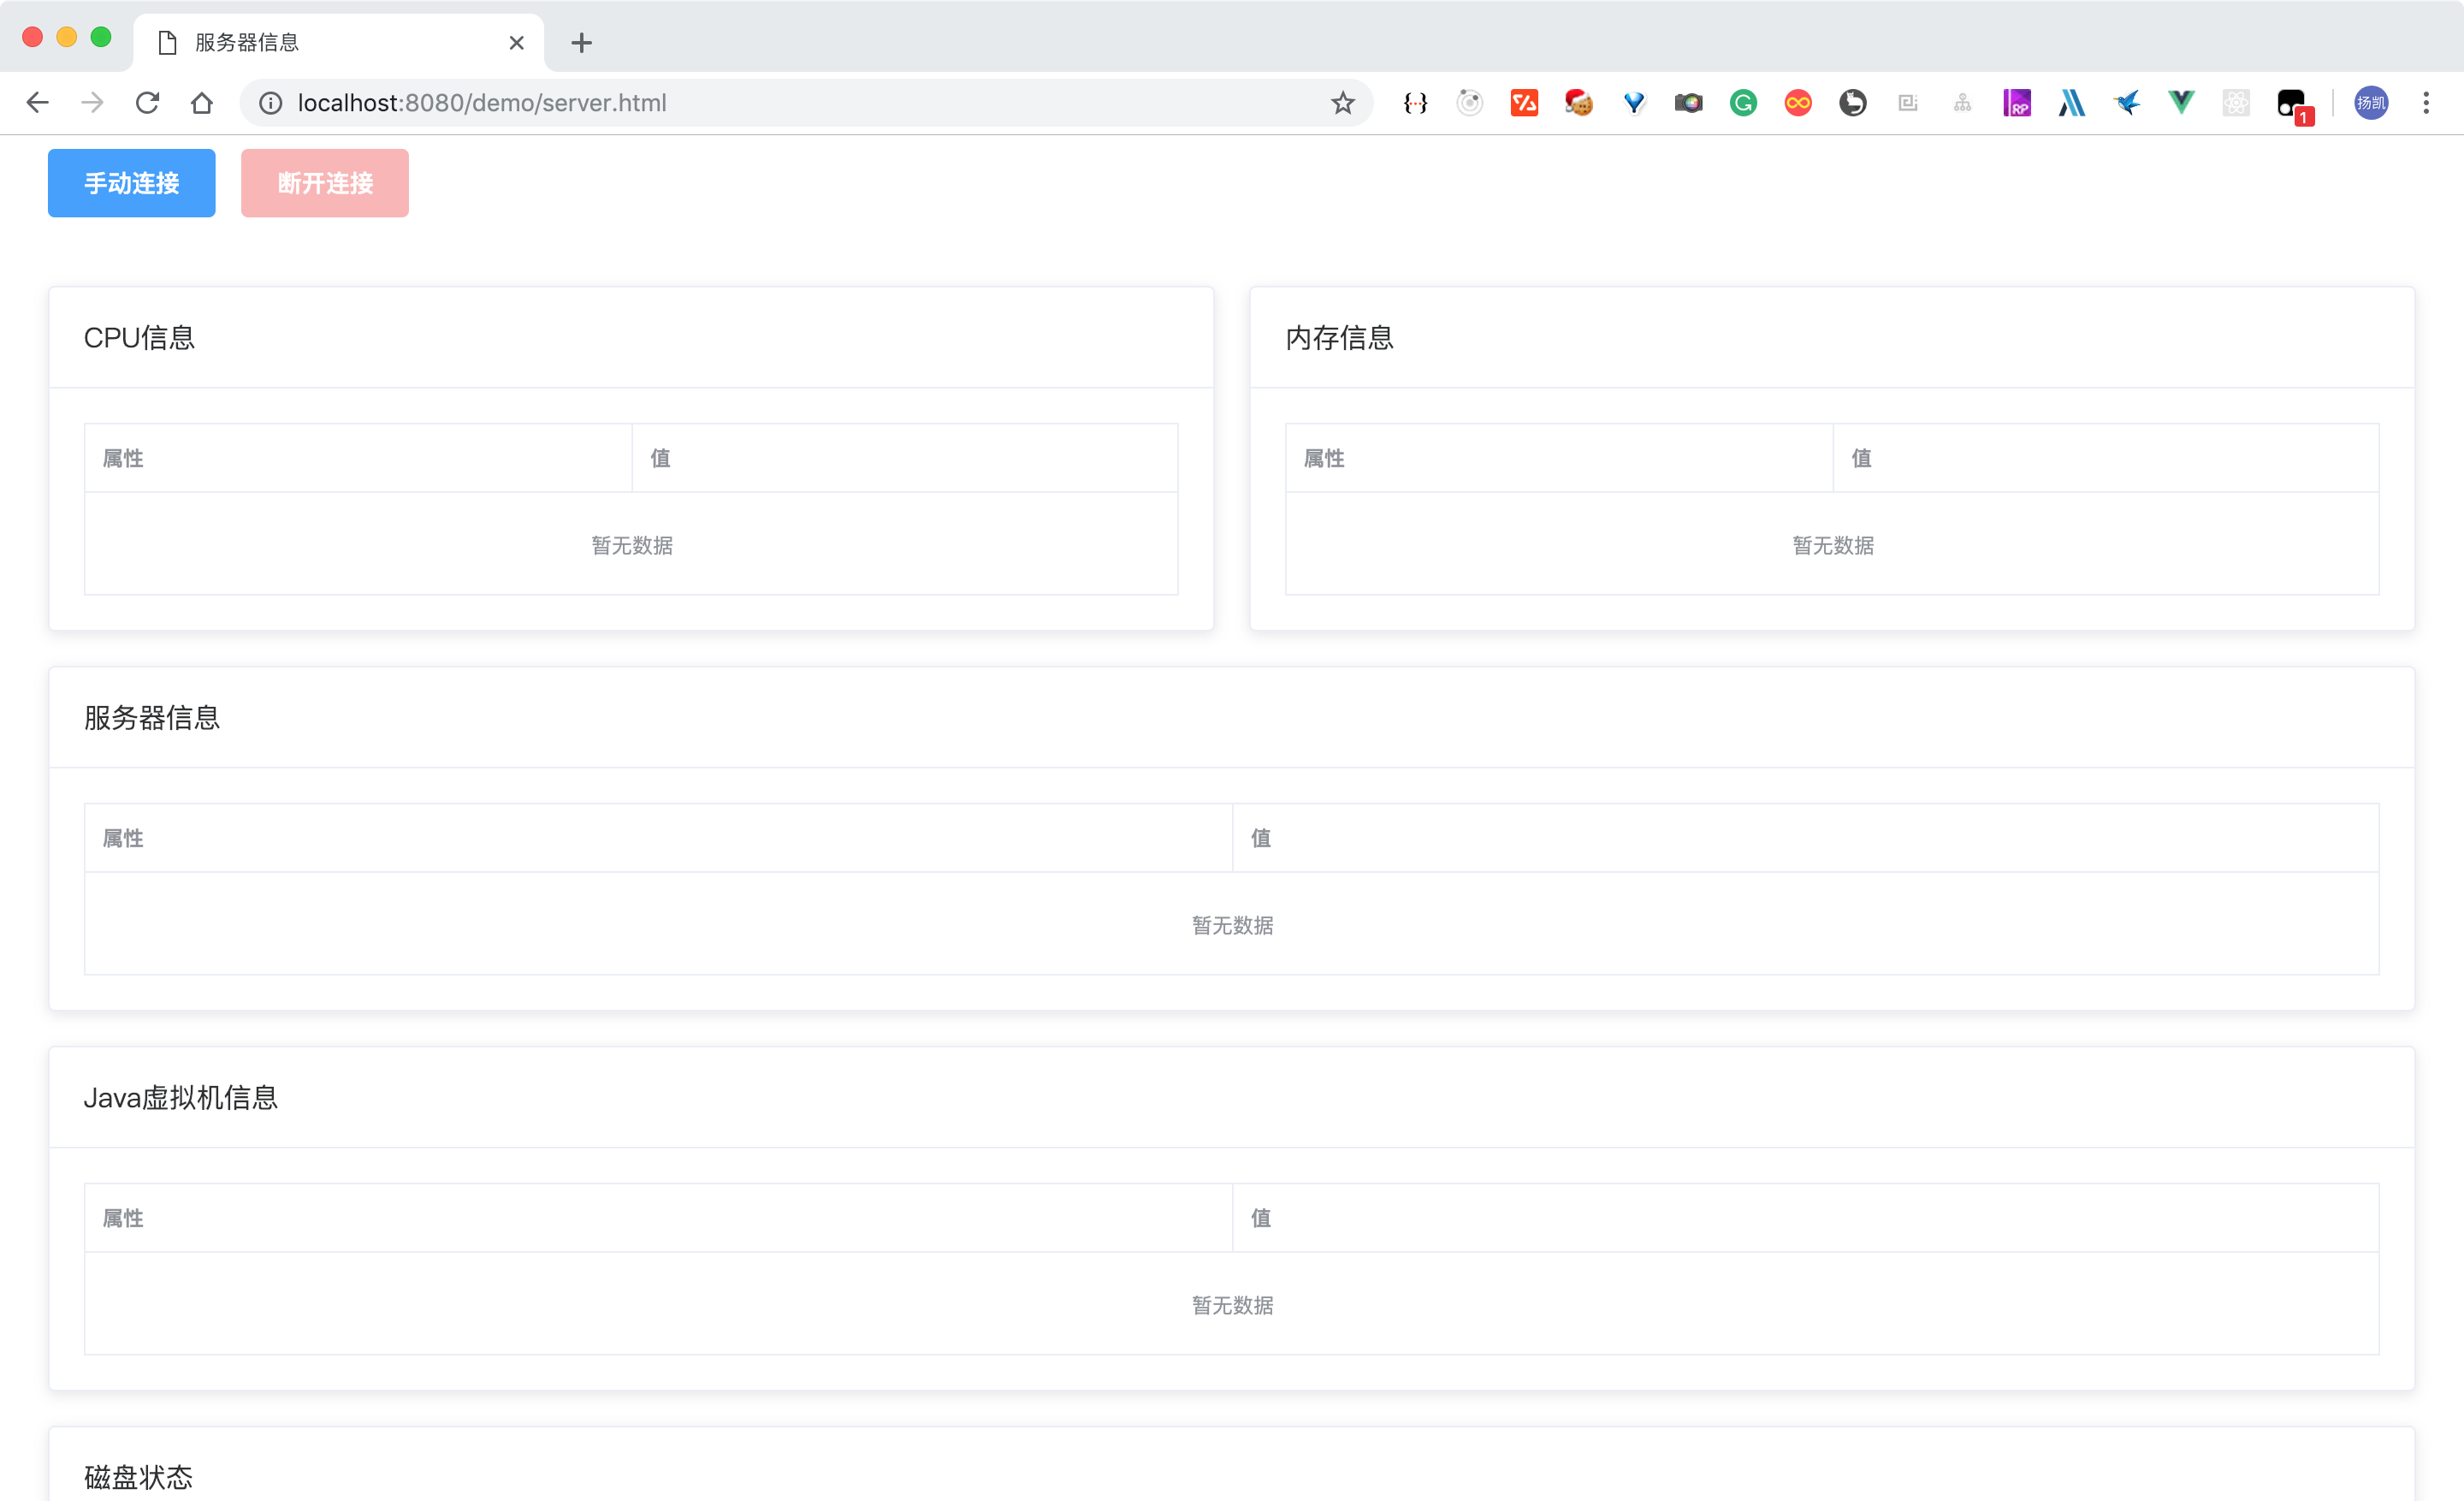 服务器信息
localhost:8080/demo/server.html
RP
1
扬凯
手动连接 断开连接
CPU信息 内存信息
属性 值 属性 值
暂无数据 暂无数据
服务器信息
属性 值
暂无数据
Java虚拟机信息
属性 值
暂无数据
磁盘状态